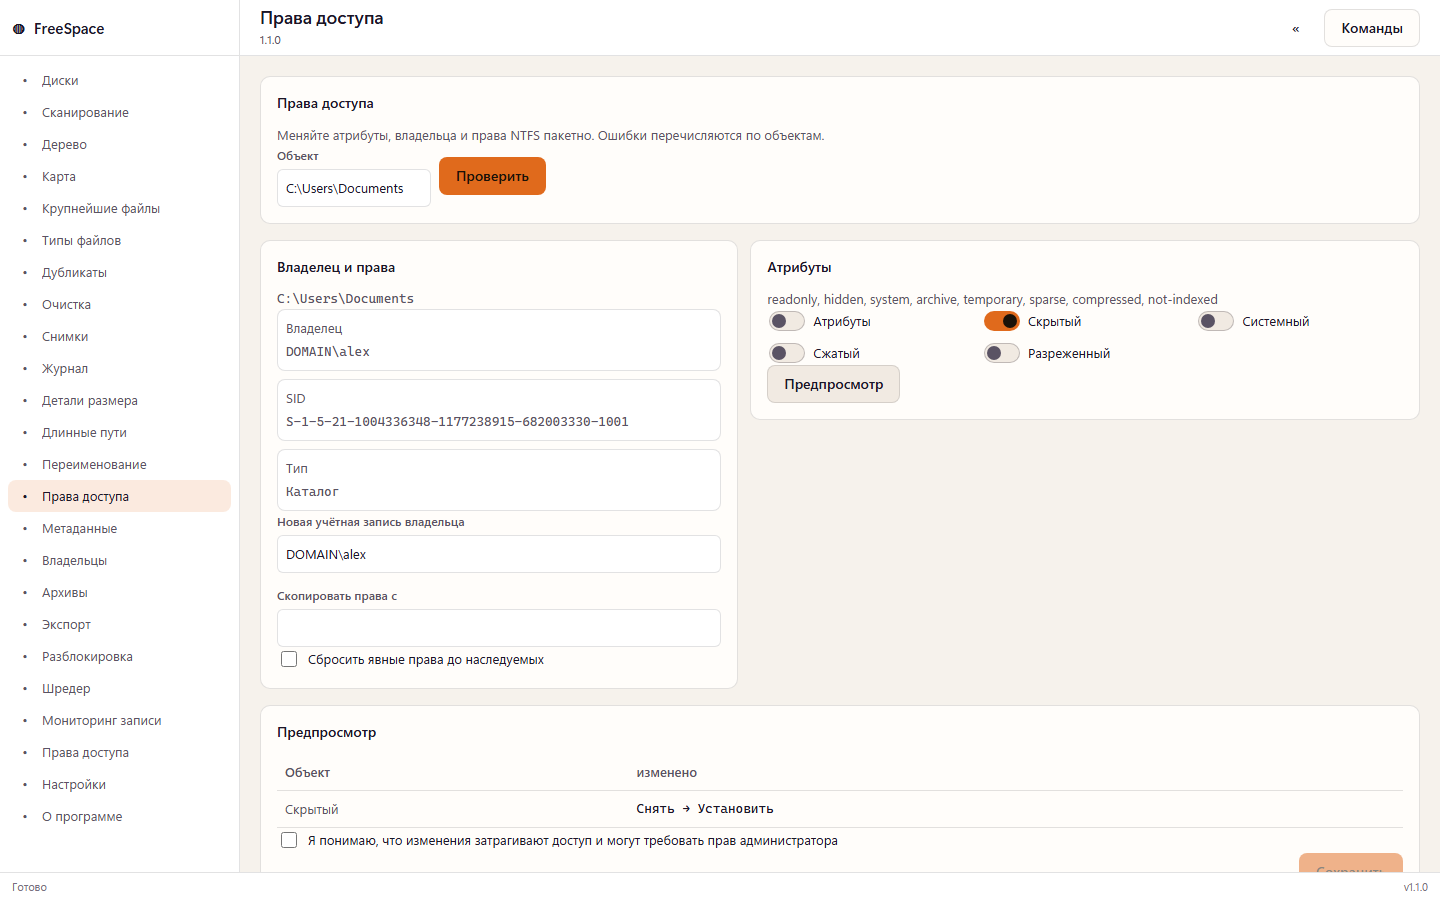 FreeSpace
Права доступа
1.1.0
«
Команды
• Диски
• Сканирование
• Дерево
• Карта
• Крупнейшие файлы
• Типы файлов
• Дубликаты
• Очистка
• Снимки
• Журнал
• Детали размера
• Длинные пути
• Переименование
• Права доступа
• Метаданные
• Владельцы
• Архивы
• Экспорт
• Разблокировка
• Шредер
• Мониторинг записи
• Права доступа
• Настройки
• О программе
Права доступа
Меняйте атрибуты, владельца и права NTFS пакетно. Ошибки перечисляются по объектам.
Объект
C:\Users\Documents
Проверить
Владелец и права
C:\Users\Documents
Владелец
DOMAIN\alex
SID
S-1-5-21-1004336348-1177238915-682003330-1001
Тип
Каталог
Новая учётная запись владельца
DOMAIN\alex
Скопировать права с
Сбросить явные права до наследуемых
Атрибуты
readonly, hidden, system, archive, temporary, sparse, compressed, not-indexed
Атрибуты
Скрытый
Системный
Сжатый
Разреженный
Предпросмотр
Предпросмотр
Объект
изменено
Скрытый
Снять → Установить
Я понимаю, что изменения затрагивают доступ и могут требовать прав администратора
Сохранить
Готово
v1.1.0